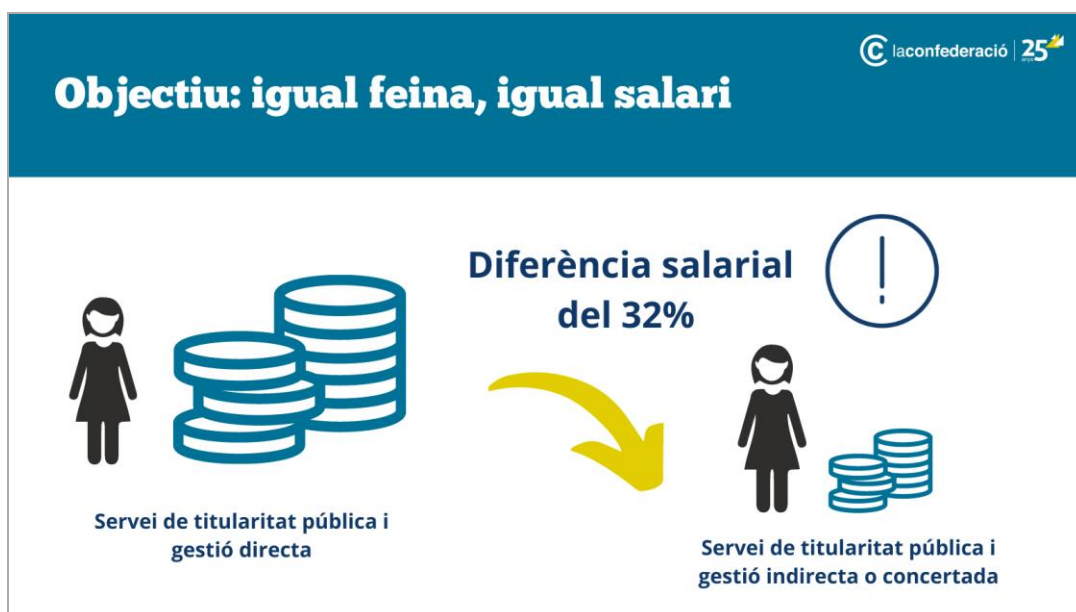 laconfederació | 25
anys
Objectiu: igual feina, igual salari
Diferència salarial
del 32%
Servei de titularitat pública i
gestió directa
Servei de titularitat pública i
gestió indirecta o concertada